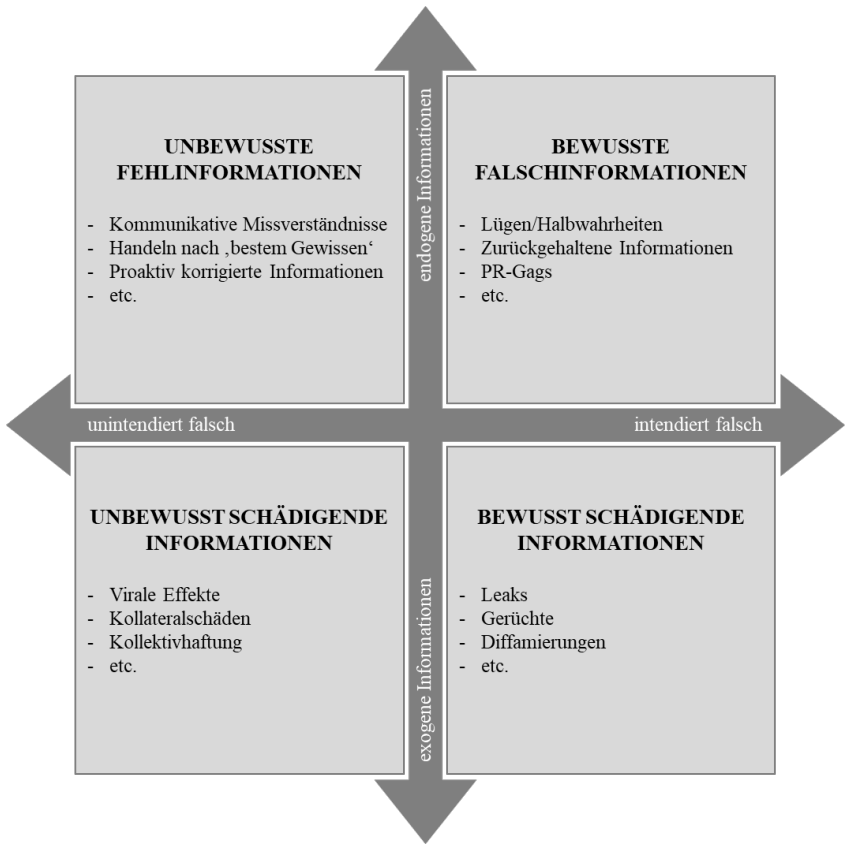 UNBEWUSSTE
FEHLINFORMATIONEN
- Kommunikative Missverständnisse
- Handeln nach ‚bestem Gewissen‘
- Proaktiv korrigierte Informationen
- etc.
endogene Informationen
BEWUSSTE
FALSCHINFORMATIONEN
- Lügen/Halbwahrheiten
- Zurückgehaltene Informationen
- PR-Gags
- etc.
unintendiert falsch
intendiert falsch
UNBEWUSST SCHÄDIGENDE
INFORMATIONEN
- Virale Effekte
- Kollateralschäden
- Kollektivhaftung
- etc.
exogene Informationen
BEWUSST SCHÄDIGENDE
INFORMATIONEN
- Leaks
- Gerüchte
- Diffamierungen
- etc.